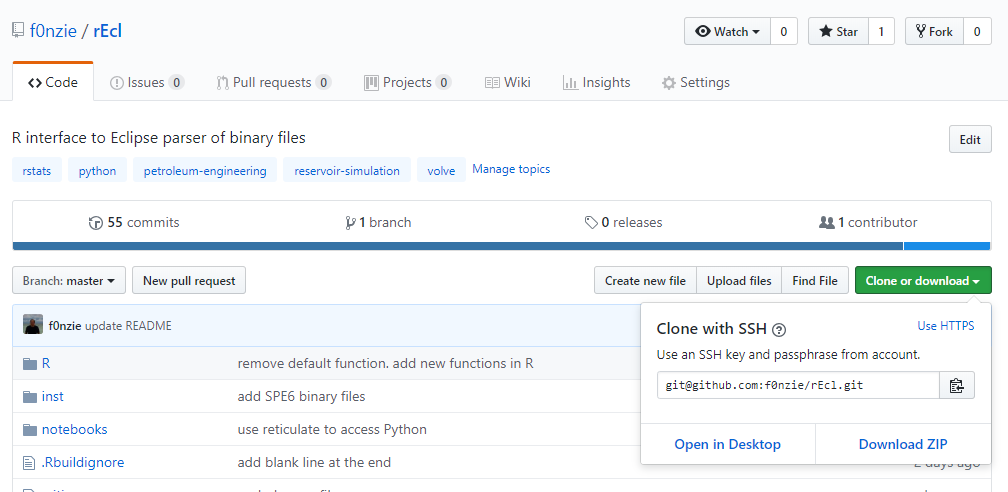 f0nzie / rEcl
Watch 0 Star 1 Fork 0
Code Issues 0 Pull requests 0 Projects 0 Wiki Insights Settings
R interface to Eclipse parser of binary files
Edit
rstats python petroleum-engineering reservoir-simulation volve Manage topics
55 commits 1 branch 0 releases 1 contributor
Branch: master New pull request Create new file Upload files Find File Clone or download
f0nzie update README
Clone with SSH ? Use HTTPS
Use an SSH key and passphrase from account.
git@github.com:f0nzie/rEcl.git
Open in Desktop Download ZIP
R remove default function. add new functions in R
inst add SPE6 binary files
notebooks use reticulate to access Python
.Rbuildignore add blank line at the end
2 days ago